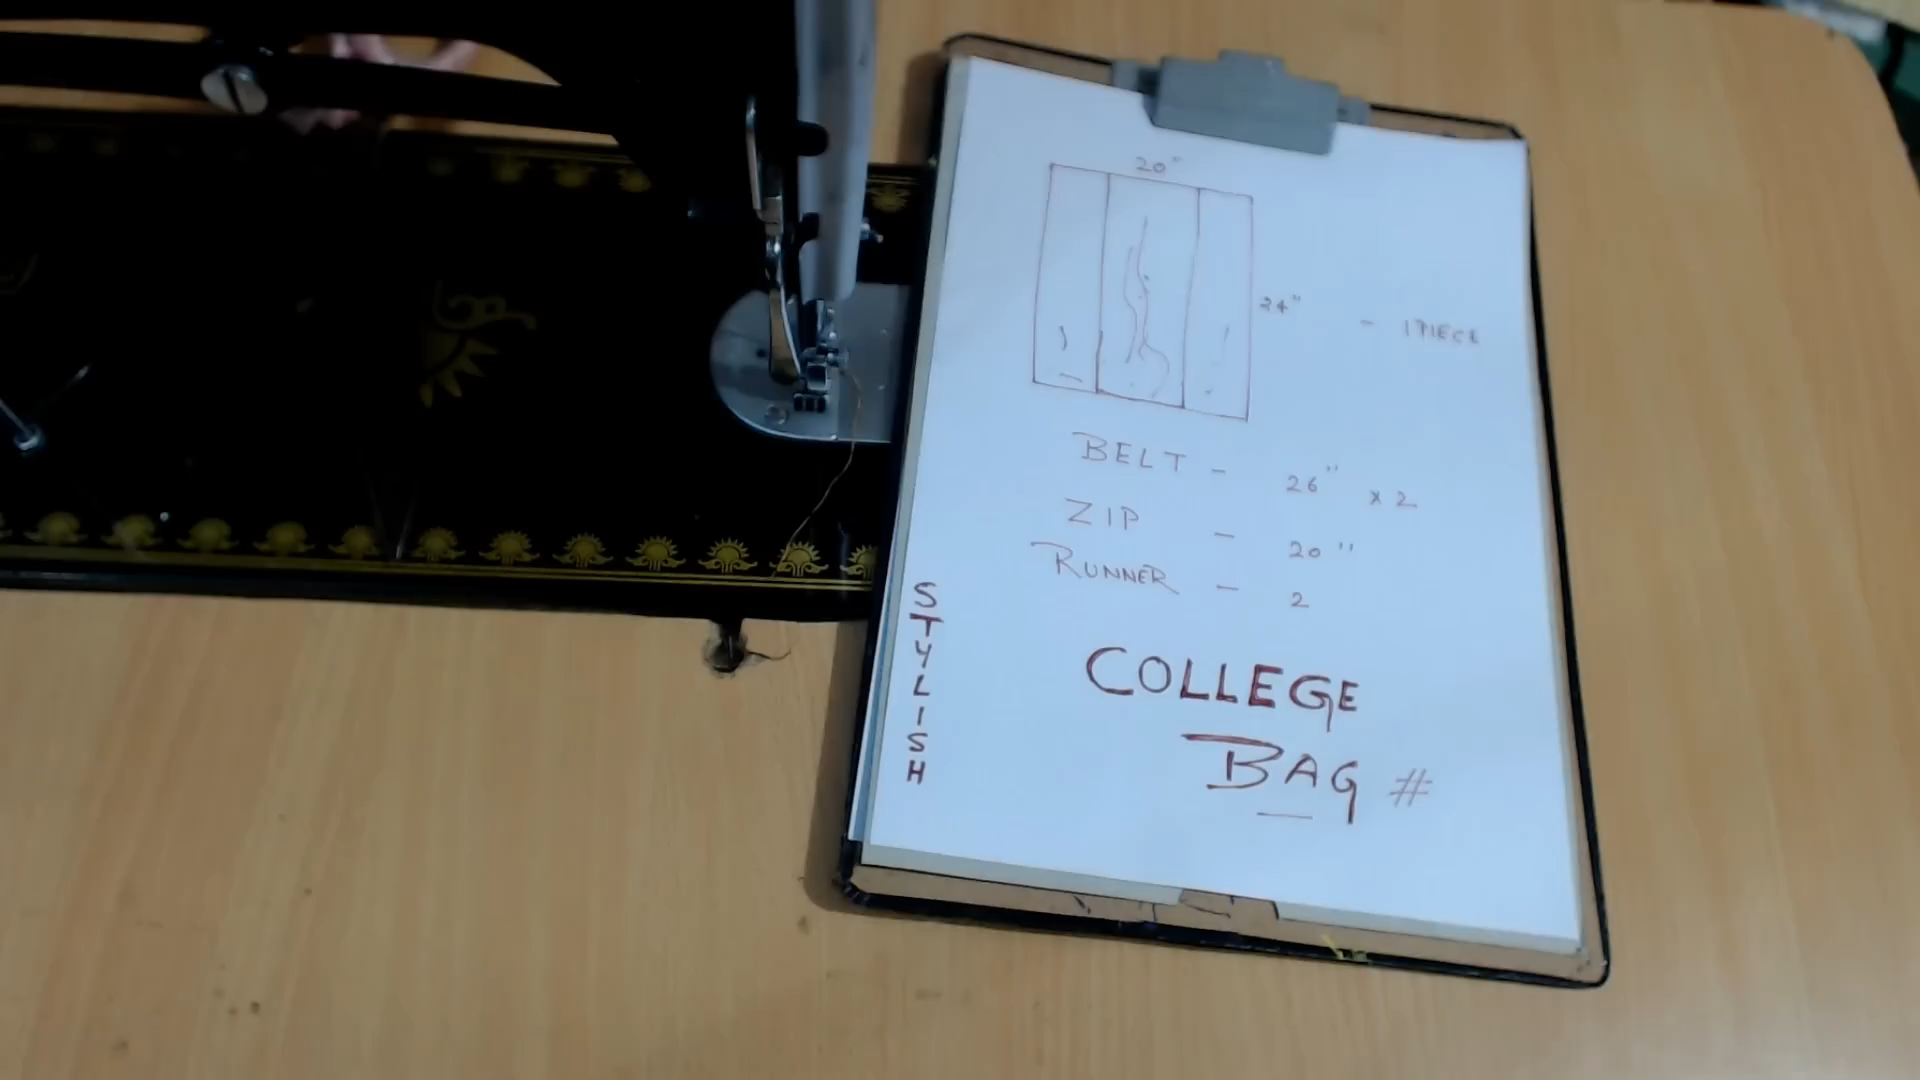 20"
24" - 1 PIECE
BELT - 26" x 2
ZIP - 20"
RUNNER - 2
STYLISH
COLLEGE
BAG #